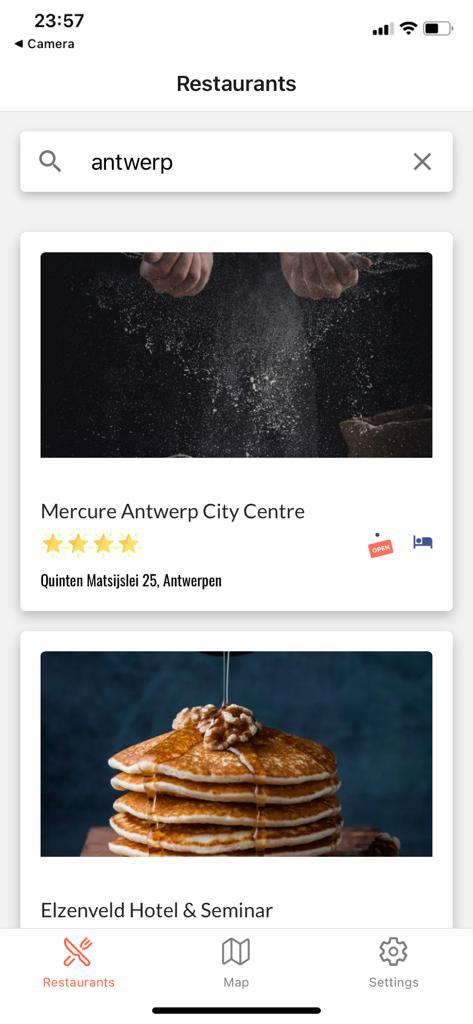 23:57
◀ Camera
Restaurants
antwerp
Mercure Antwerp City Centre
OPEN
Quinten Matsijslei 25, Antwerpen
Elzenveld Hotel & Seminar
Restaurants
Map
Settings